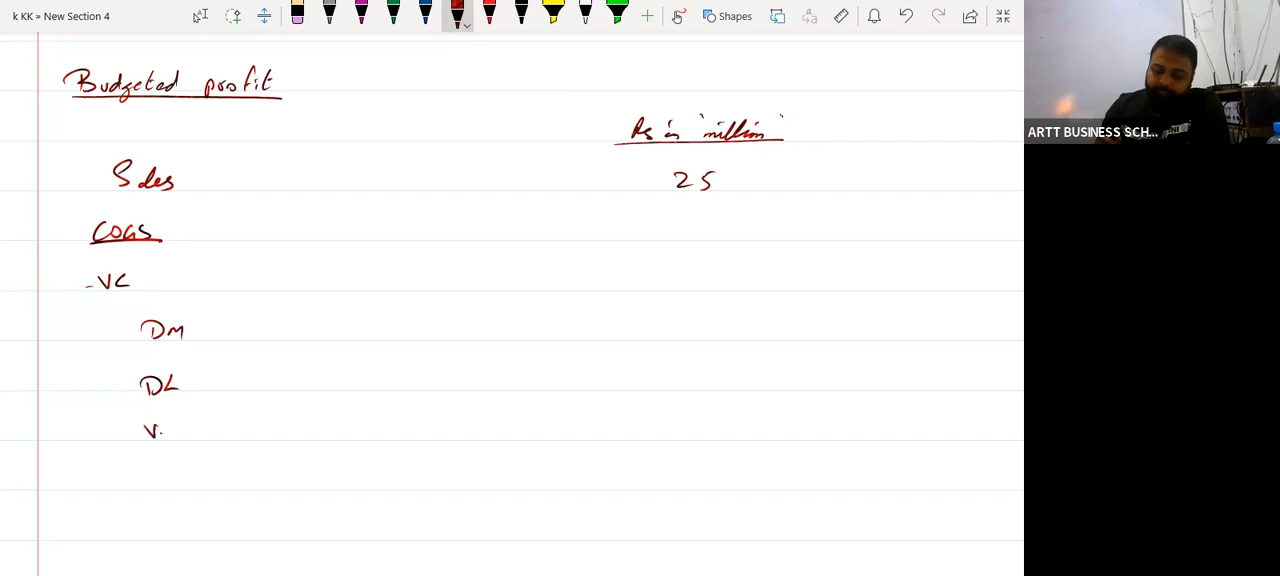 k KK » New Section 4
Shapes
Budgeted profit
Rs in 'million'
Sales 25
COGS
- VC
DM
DL
V.
ARTT BUSINESS SCH...